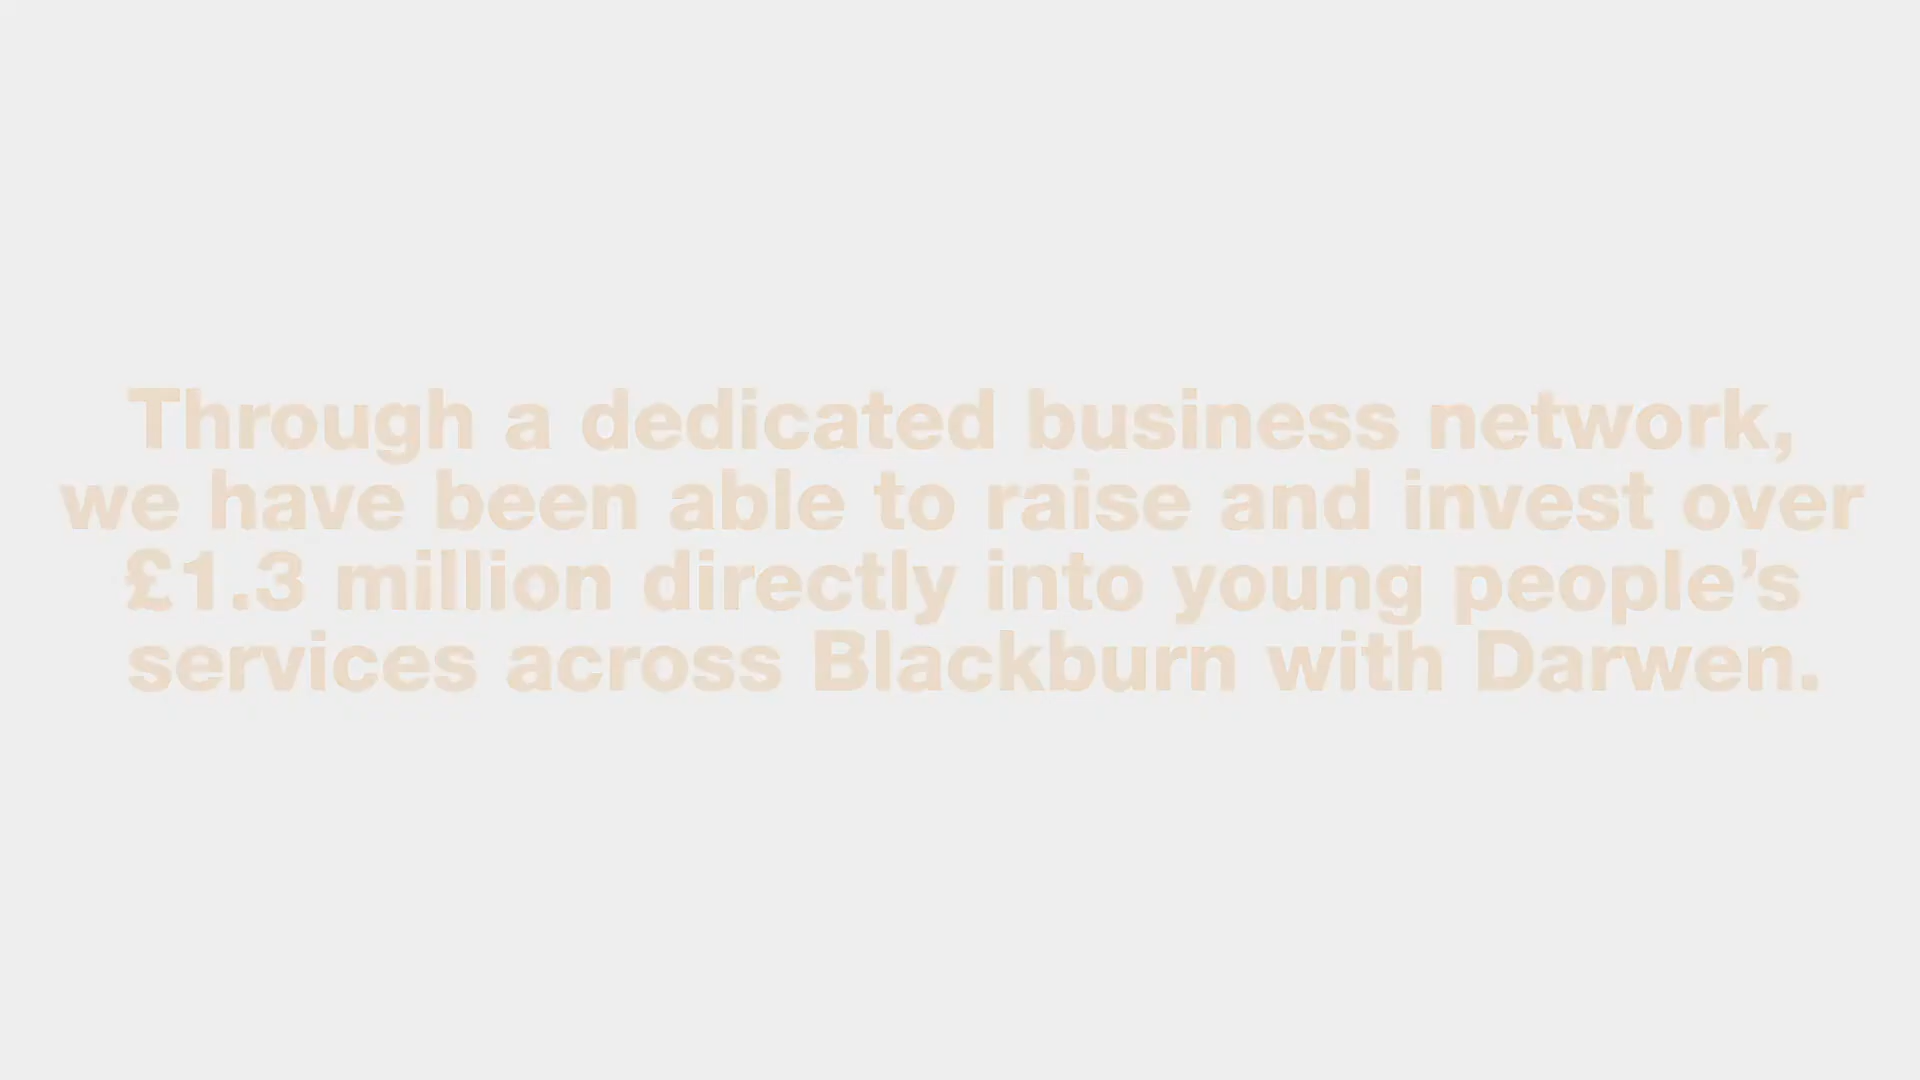 Through a dedicated business network,
we have been able to raise and invest over
£1.3 million directly into young people’s
services across Blackburn with Darwen.